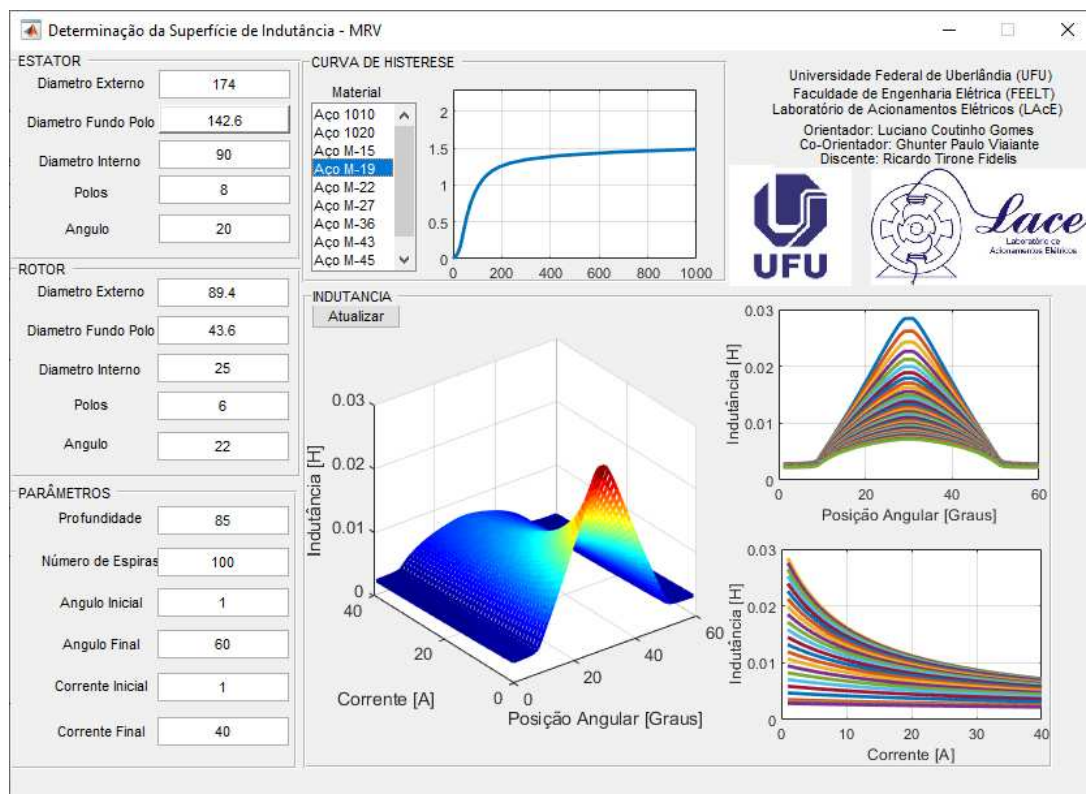 Determinação da Superfície de Indutância - MRV
ESTATOR
Diametro Externo 174
Diametro Fundo Polo 142.6
Diametro Interno 90
Polos 8
Angulo 20
ROTOR
Diametro Externo 89.4
Diametro Fundo Polo 43.6
Diametro Interno 25
Polos 6
Angulo 22
PARÂMETROS
Profundidade 85
Número de Espiras 100
Angulo Inicial 1
Angulo Final 60
Corrente Inicial 1
Corrente Final 40
CURVA DE HISTERESE
Material
Aço 1010
Aço 1020
Aço M-15
Aço M-19
Aço M-22
Aço M-27
Aço M-36
Aço M-43
Aço M-45
2
1.5
1
0.5
0
0 200 400 600 800 1000
Universidade Federal de Uberlândia (UFU)
Faculdade de Engenharia Elétrica (FEELT)
Laboratório de Acionamentos Elétricos (LAcE)
Orientador: Luciano Coutinho Gomes
Co-Orientador: Ghunter Paulo Viaiante
Discente: Ricardo Tirone Fidelis
UFU
Lace
Laboratório de
Acionamentos Elétricos
INDUTANCIA
Atualizar
Indutância [H]
0.03
0.02
0.01
0
40
20
0
Corrente [A]
0
20
40
60
Posição Angular [Graus]
Indutância [H]
0.03
0.02
0.01
0
0 20 40 60
Posição Angular [Graus]
Indutância [H]
0.03
0.02
0.01
0
0 10 20 30 40
Corrente [A]